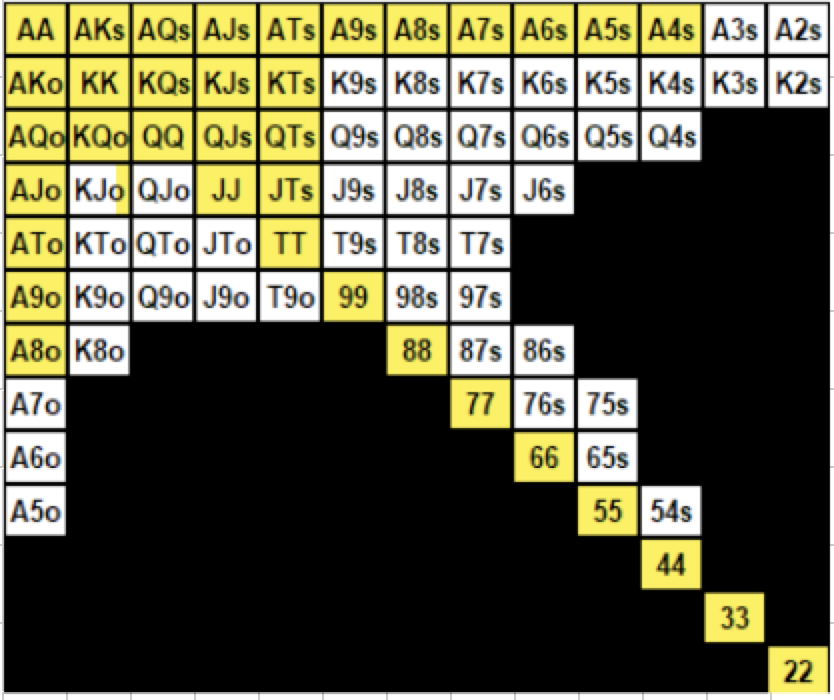 AA AKs AQs AJs ATs A9s A8s A7s A6s A5s A4s A3s A2s
AKo KK KQs KJs KTs K9s K8s K7s K6s K5s K4s K3s K2s
AQo KQo QQ QJs QTs Q9s Q8s Q7s Q6s Q5s Q4s
AJo KJo QJo JJ JTs J9s J8s J7s J6s
ATo KTo QTo JTo TT T9s T8s T7s
A9o K9o Q9o J9o T9o 99 98s 97s
A8o K8o 88 87s 86s
A7o 77 76s 75s
A6o 66 65s
A5o 55 54s
44
33
22